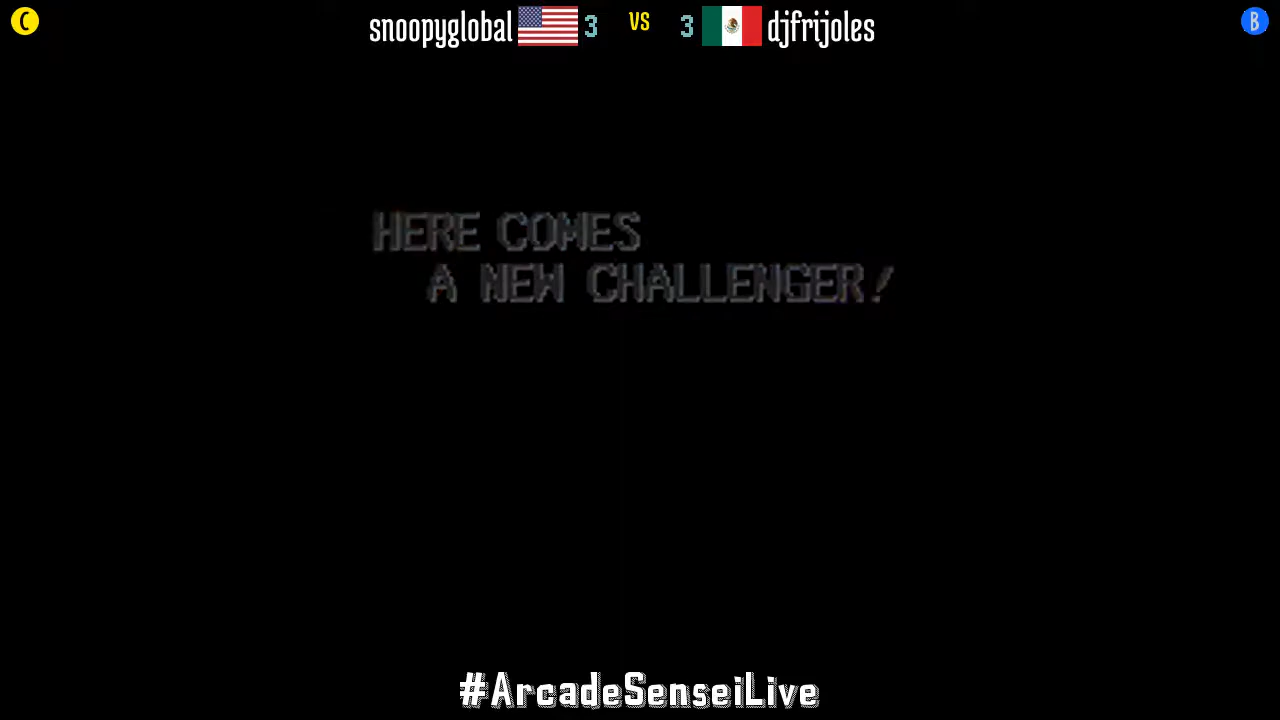 C snoopyglobal 3 VS 3 djfrijoles B
HERE COMES
A NEW CHALLENGER!
#ArcadeSenseiLive